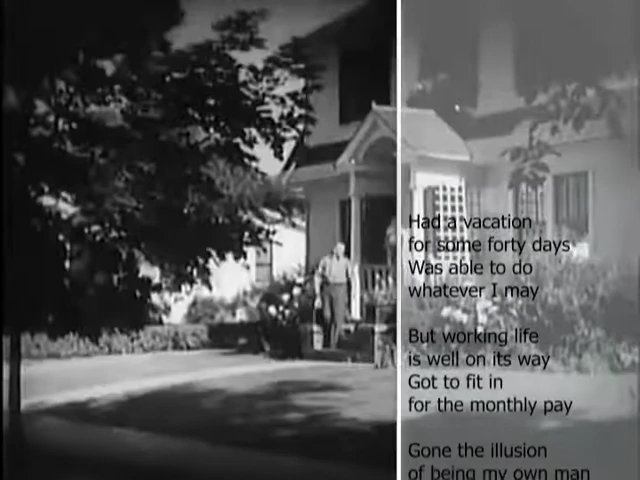 Had a vacation
for some forty days
Was able to do
whatever I may
But working life
is well on its way
Got to fit in
for the monthly pay
Gone the illusion
of being my own man